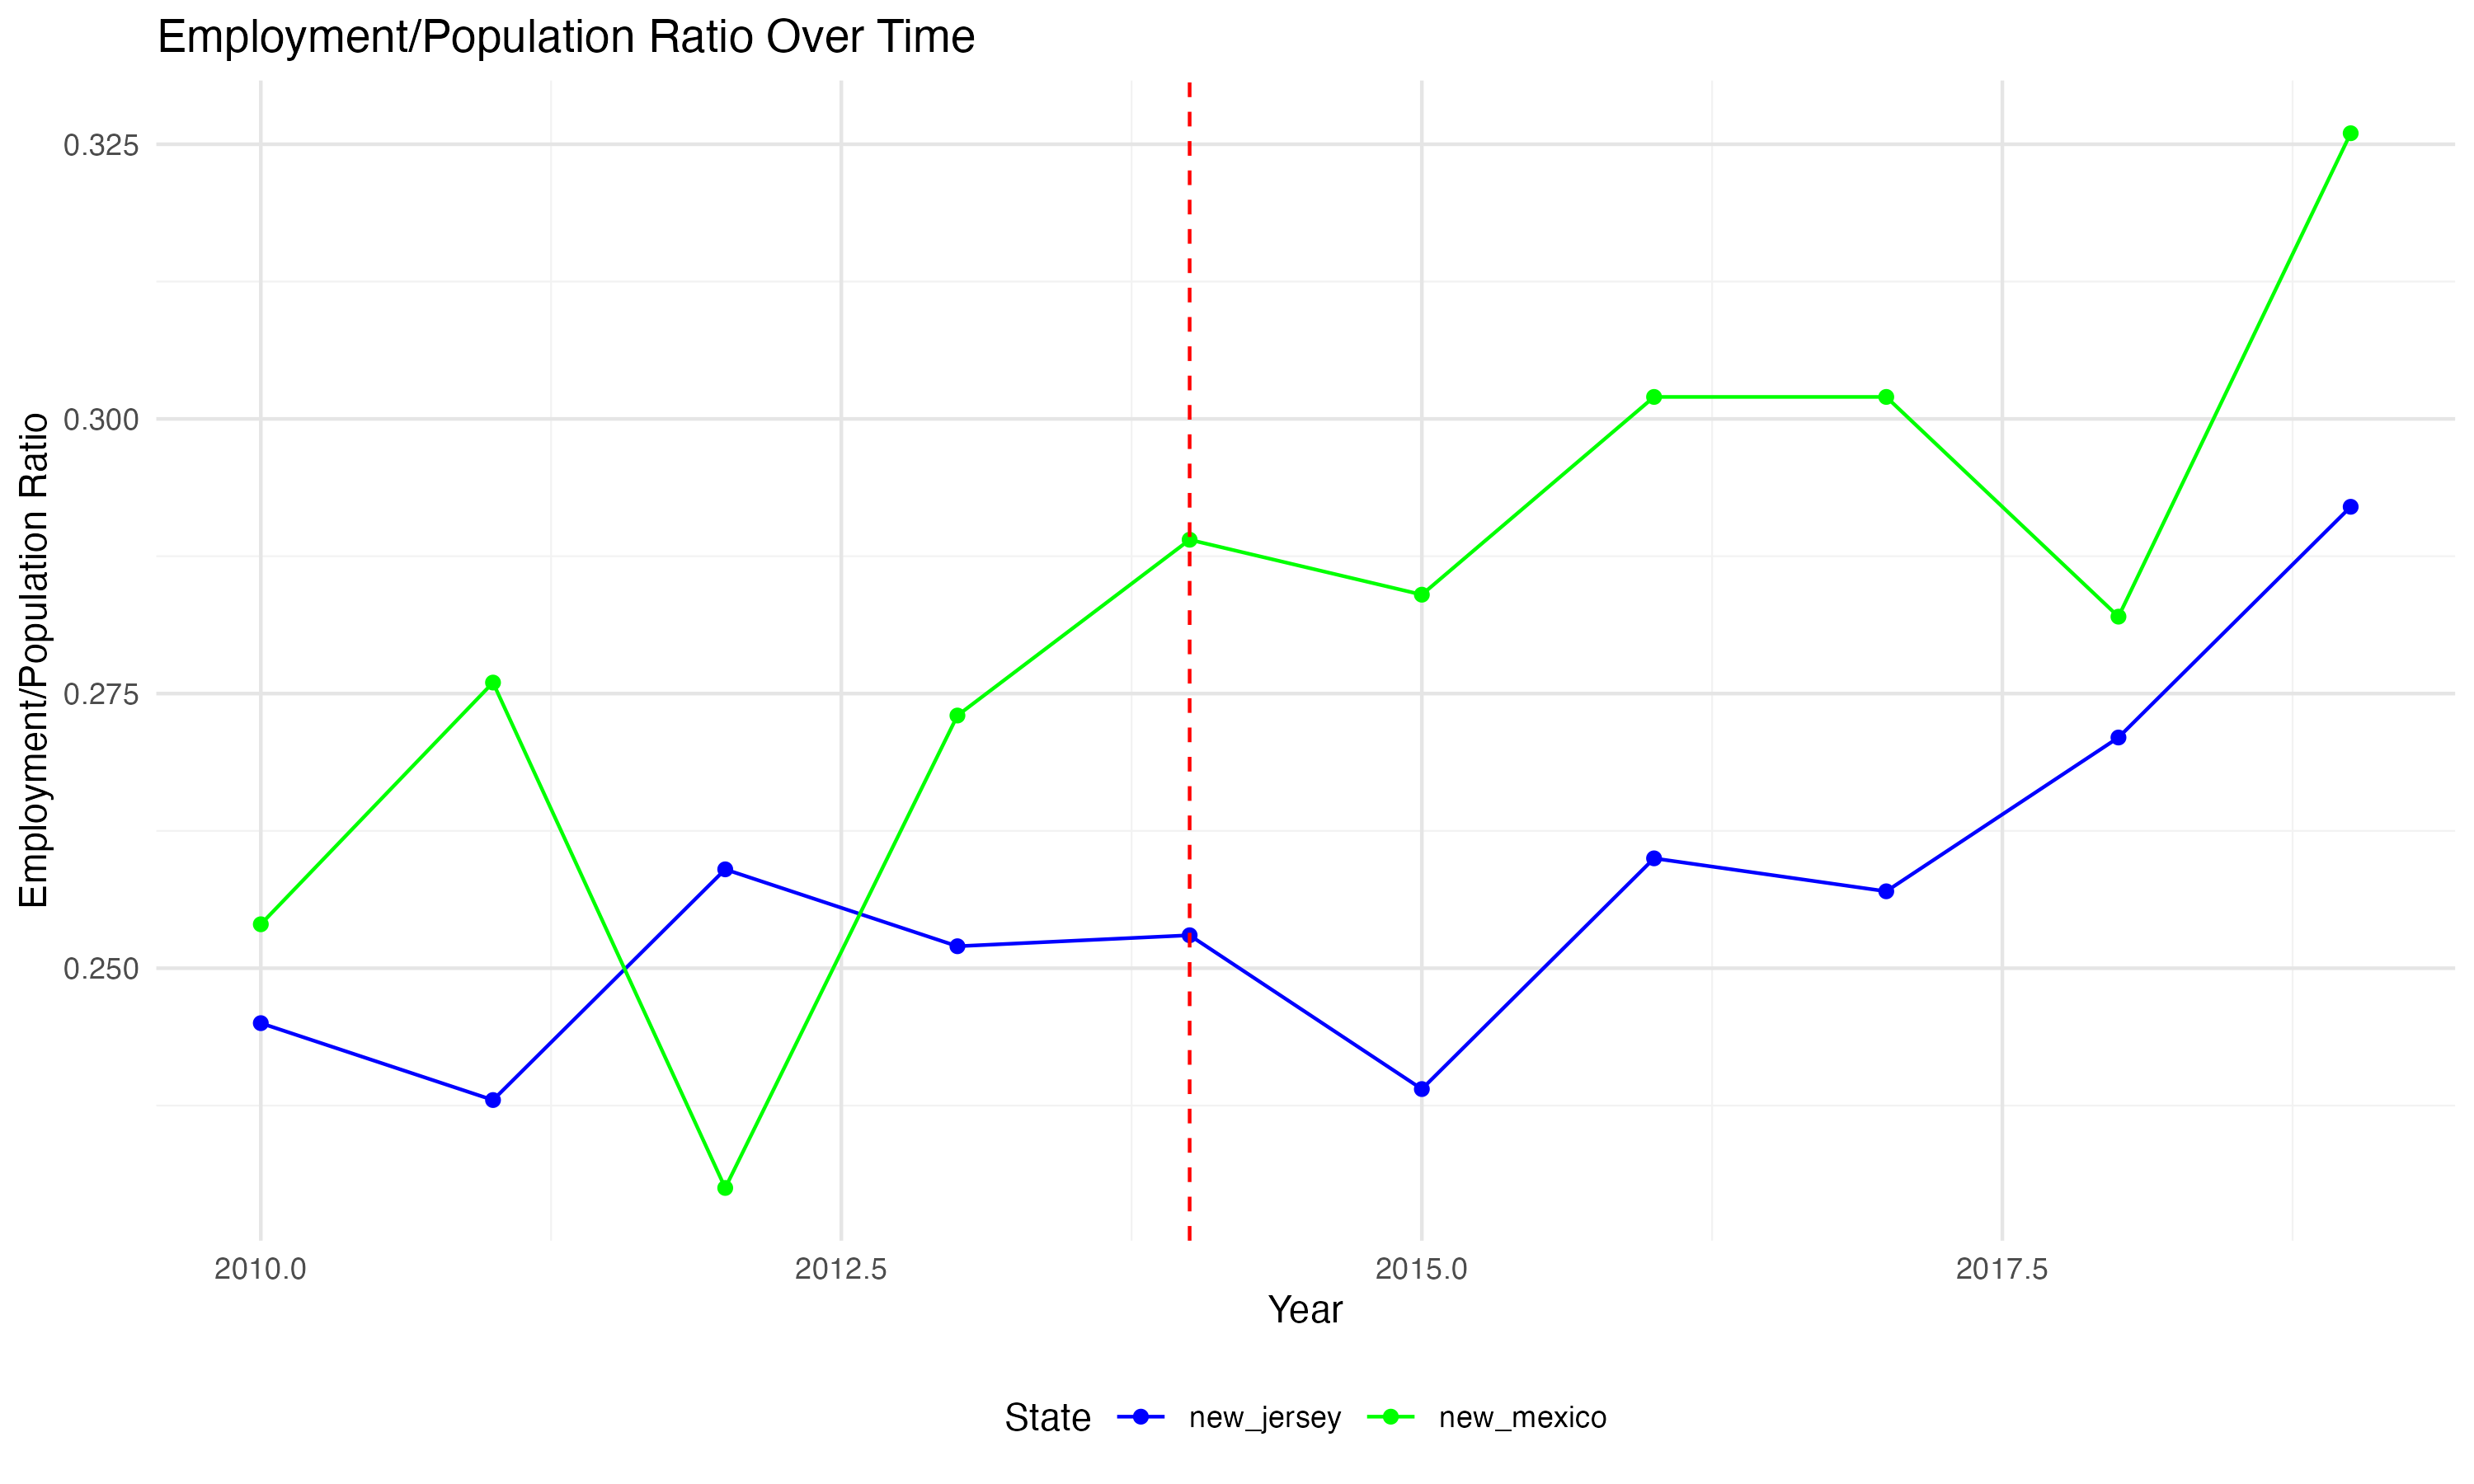 Employment/Population Ratio Over Time
Employment/Population Ratio
0.325
0.300
0.275
0.250
2010.0 2012.5 2015.0 2017.5
Year
State new_jersey new_mexico